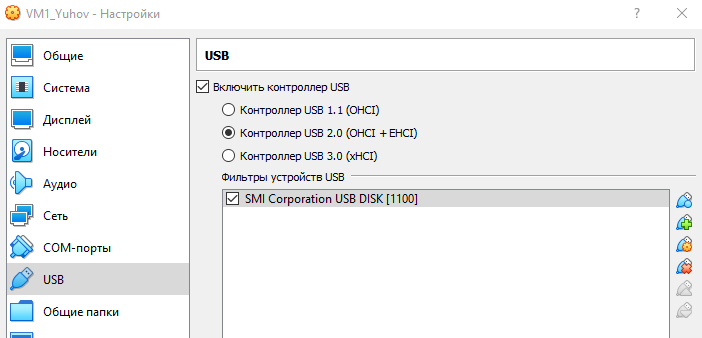 VM1_Yuhov - Настройки
?
Общие
Система
Дисплей
Носители
Аудио
Сеть
COM-порты
USB
Общие папки
USB
Включить контроллер USB
Контроллер USB 1.1 (OHCI)
Контроллер USB 2.0 (OHCI + EHCI)
Контроллер USB 3.0 (xHCI)
Фильтры устройств USB
SMI Corporation USB DISK [1100]